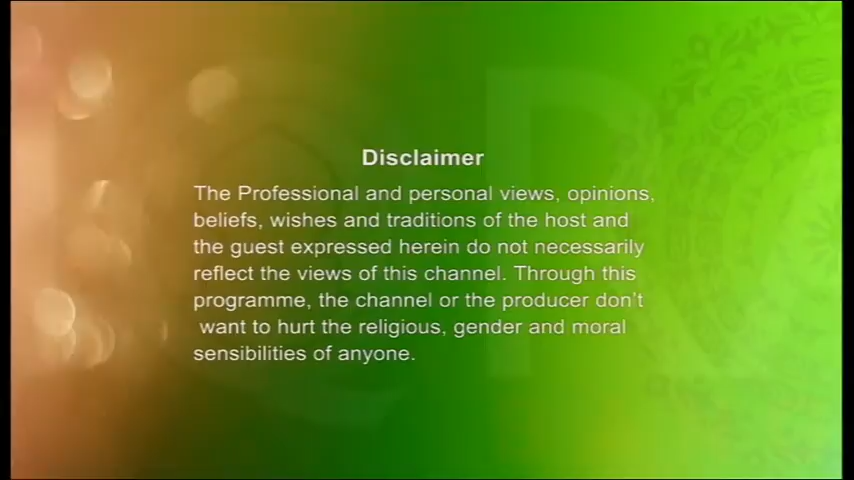 Disclaimer
The Professional and personal views, opinions,
beliefs, wishes and traditions of the host and
the guest expressed herein do not necessarily
reflect the views of this channel. Through this
programme, the channel or the producer don't
want to hurt the religious, gender and moral
sensibilities of anyone.